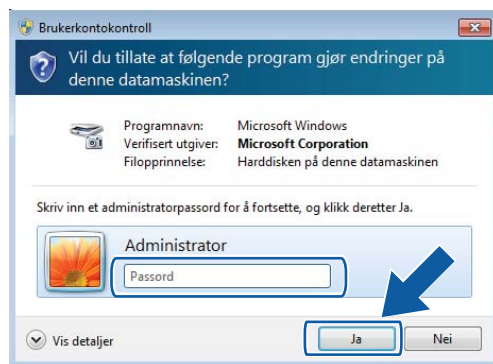 Brukerkontokontroll
Vil du tillate at følgende program gjør endringer på
denne datamaskinen?
Programnavn: Microsoft Windows
Verifisert utgiver: Microsoft Corporation
Filopprinnelse: Harddisken på denne datamaskinen
Skriv inn et administratorpassord for å fortsette, og klikk deretter Ja.
Administrator
Passord
Vis detaljer Ja Nei